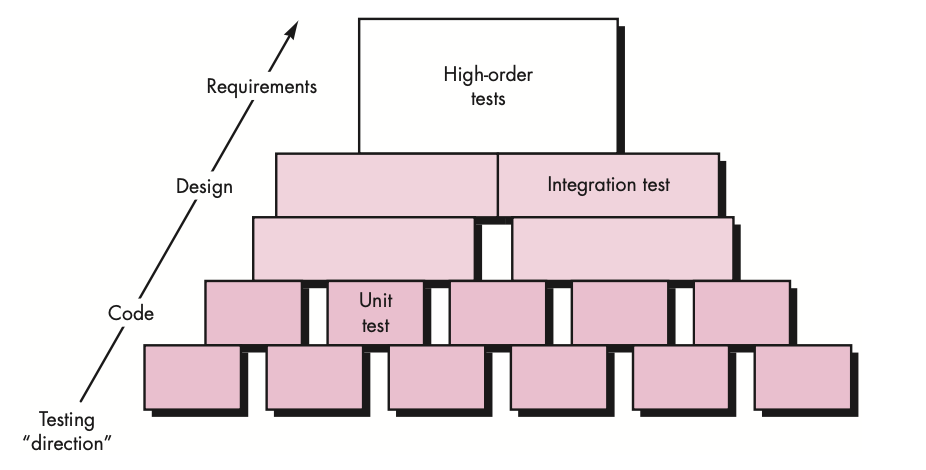 High-order
tests
Requirements
Design
Integration test
Unit
test
Code
Testing
“direction”